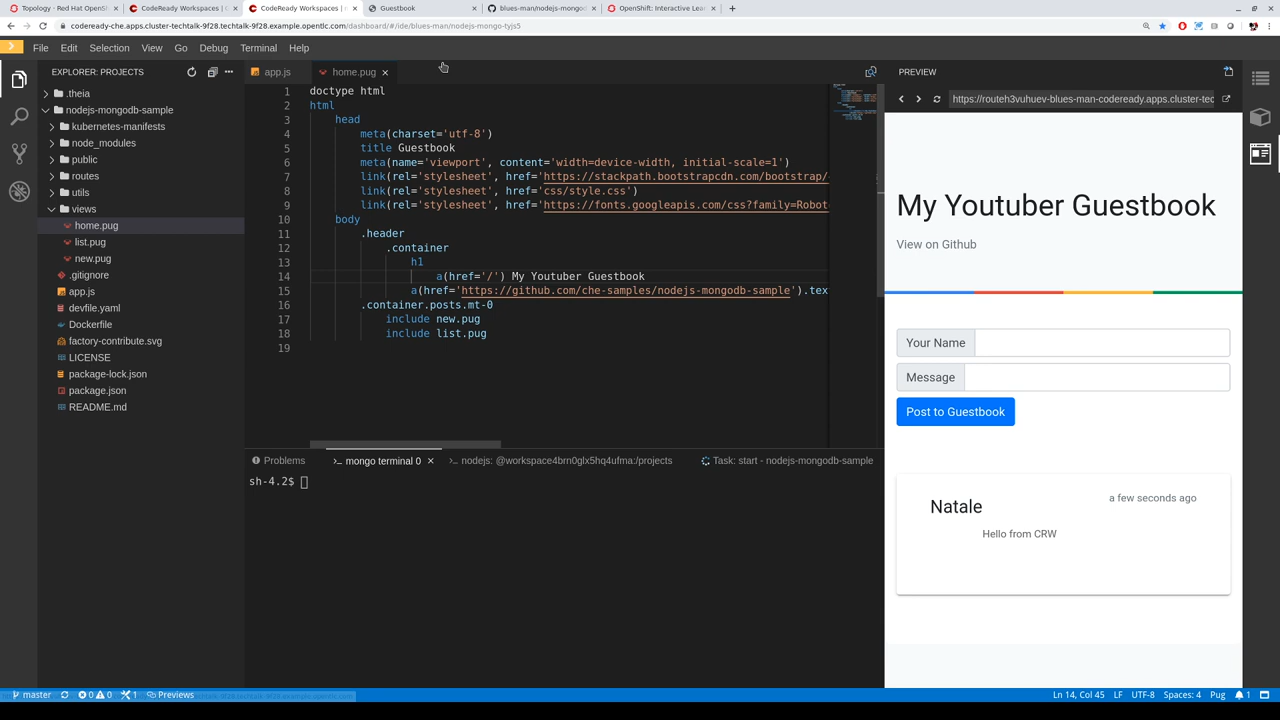 Topology - Red Hat OpenSh
CodeReady Workspaces | 
CodeReady Workspaces | n
Guestbook
blues-man/nodejs-mongod
OpenShift: Interactive Lea
codeready-che.apps.cluster-techtalk-9f28.techtalk-9f28.example.opentlc.com/dashboard/#/ide/blues-man/nodejs-mongo-tyjs5
File Edit Selection View Go Debug Terminal Help
EXPLORER: PROJECTS
.theia
nodejs-mongodb-sample
kubernetes-manifests
node_modules
public
routes
utils
views
home.pug
list.pug
new.pug
.gitignore
app.js
devfile.yaml
Dockerfile
factory-contribute.svg
LICENSE
package-lock.json
package.json
README.md
app.js
home.pug
1 doctype html
2 html
3 head
4 meta(charset='utf-8')
5 title Guestbook
6 meta(name='viewport', content='width=device-width, initial-scale=1')
7 link(rel='stylesheet', href='https://stackpath.bootstrapcdn.com/bootstrap/
8 link(rel='stylesheet', href='css/style.css')
9 link(rel='stylesheet', href='https://fonts.googleapis.com/css?family=Robot
10 body
11 .header
12 .container
13 h1
14 a(href='/') My Youtuber Guestbook
15 a(href='https://github.com/che-samples/nodejs-mongodb-sample').tex
16 .container.posts.mt-0
17 include new.pug
18 include list.pug
19
Problems
mongo terminal 0
nodejs: @workspace4brn0glx5hq4ufma:/projects
Task: start - nodejs-mongodb-sample
sh-4.2$
PREVIEW
https://routeh3vuhuev-blues-man-codeready.apps.cluster-tec
My Youtuber Guestbook
View on Github
Your Name
Message
Post to Guestbook
Natale
a few seconds ago
Hello from CRW
master
0
0
1
Previews
Ln 14, Col 45
LF
UTF-8
Spaces: 4
Pug
1